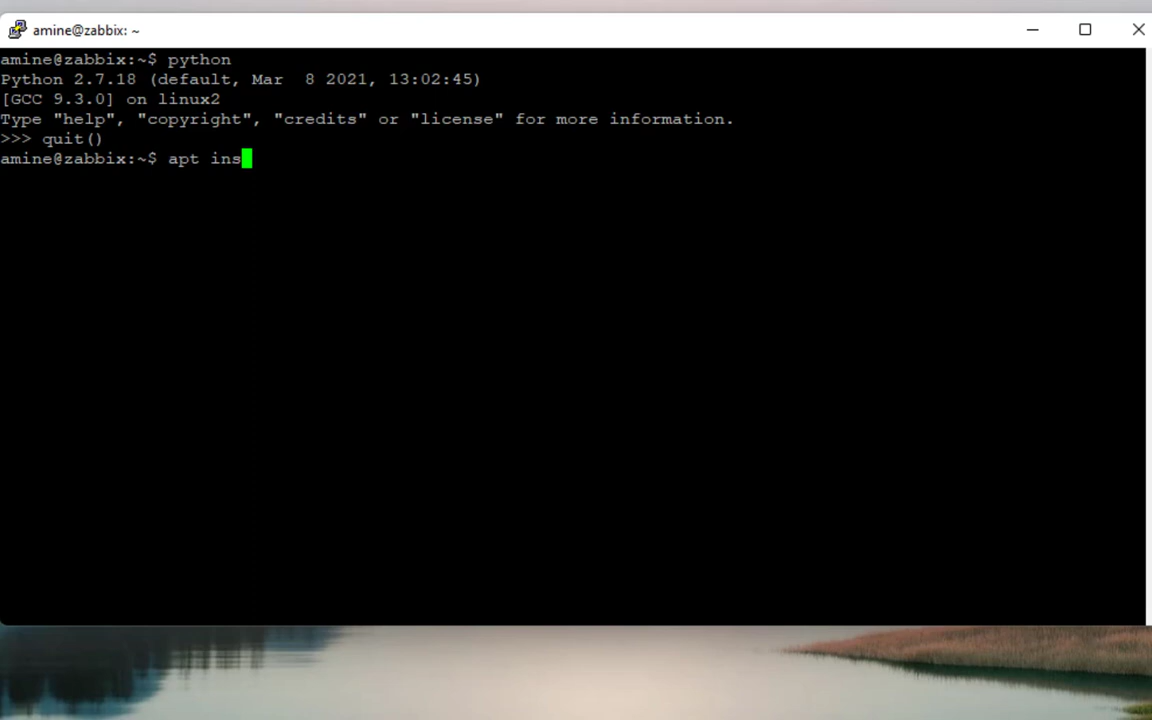 amine@zabbix: ~
amine@zabbix:~$ python
Python 2.7.18 (default, Mar  8 2021, 13:02:45)
[GCC 9.3.0] on linux2
Type "help", "copyright", "credits" or "license" for more information.
>>> quit()
amine@zabbix:~$ apt ins